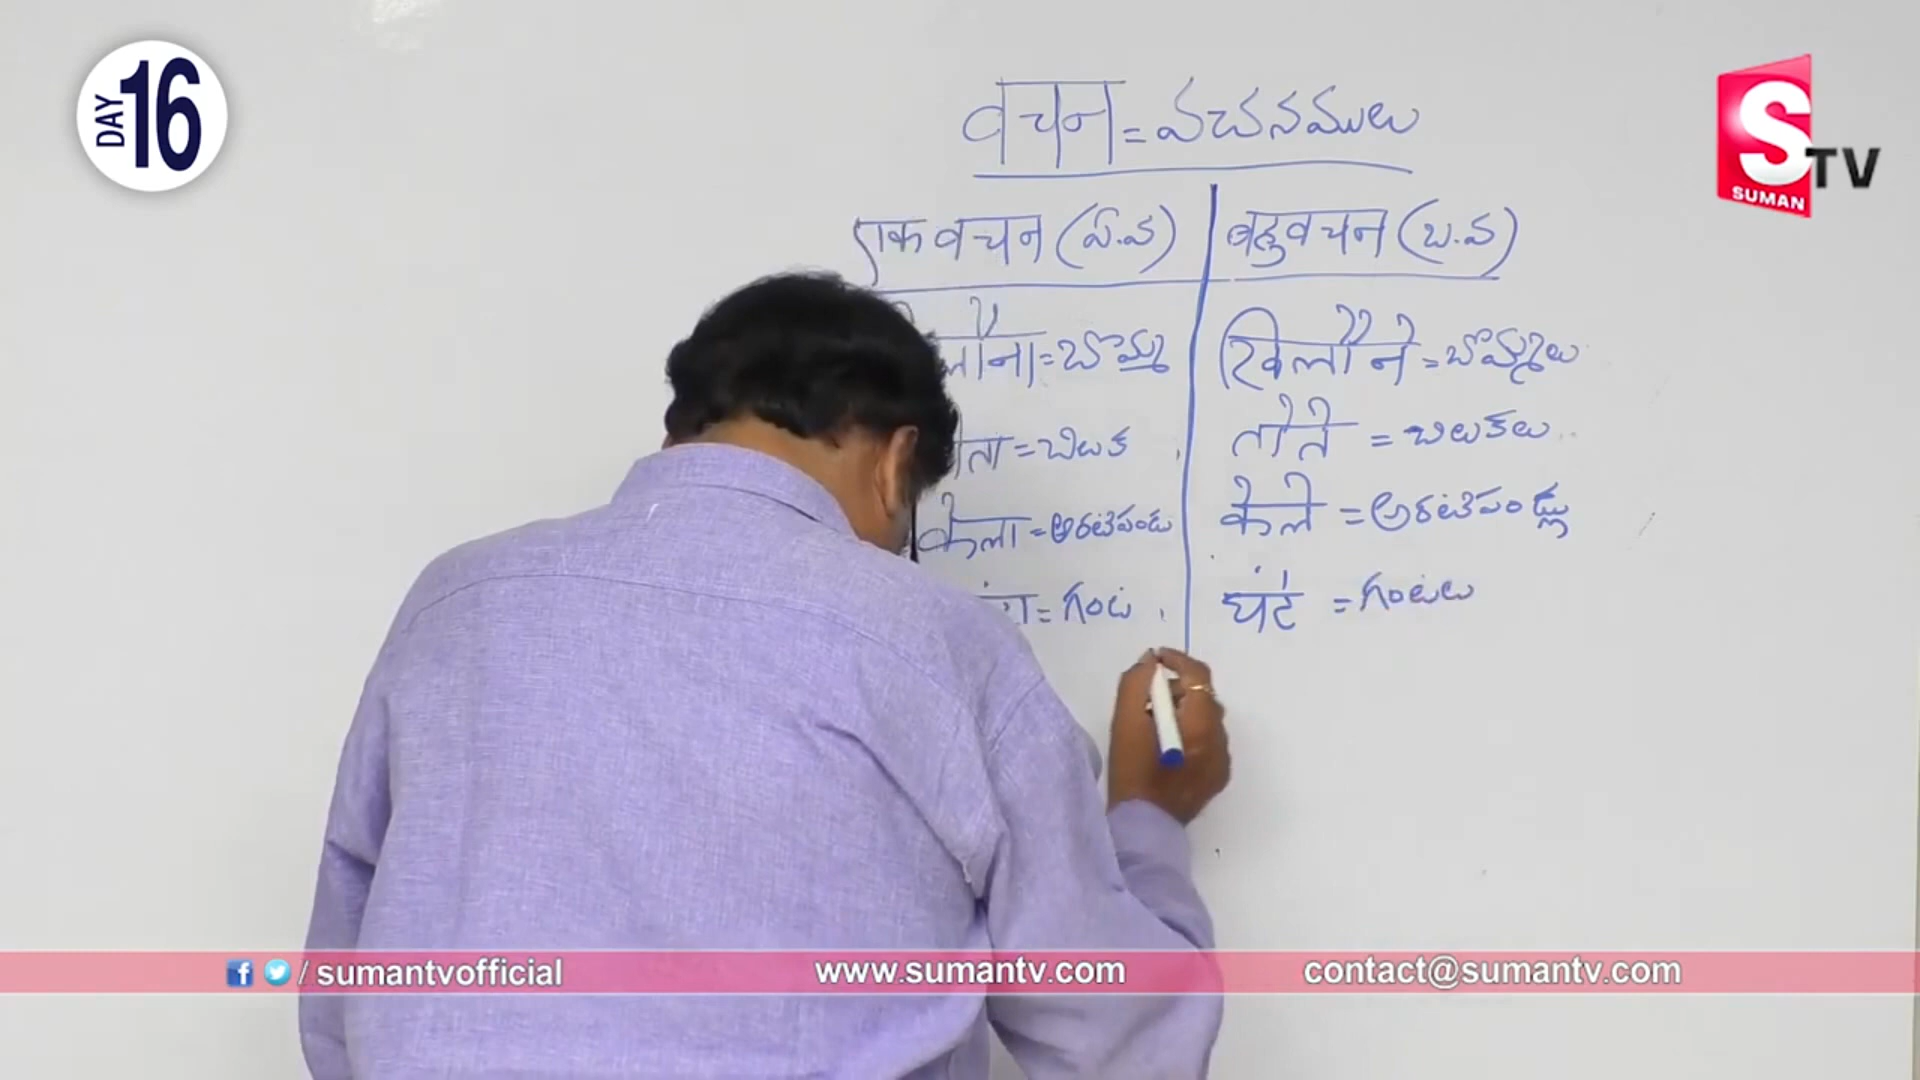 DAY 16
S TV
SUMAN
वचन = వచనములు
एकवचन (ఏ.వ) बहुवचन (బ.వ)
= బొమ్మ खिलौने = బొమ్మలు
= చిలుక तोते = చిలుకలు
केला = అరటిపండు केले = అరటిపండ్లు
= గంట घंटे = గంటలు
/ sumantvofficial www.sumantv.com contact@sumantv.com